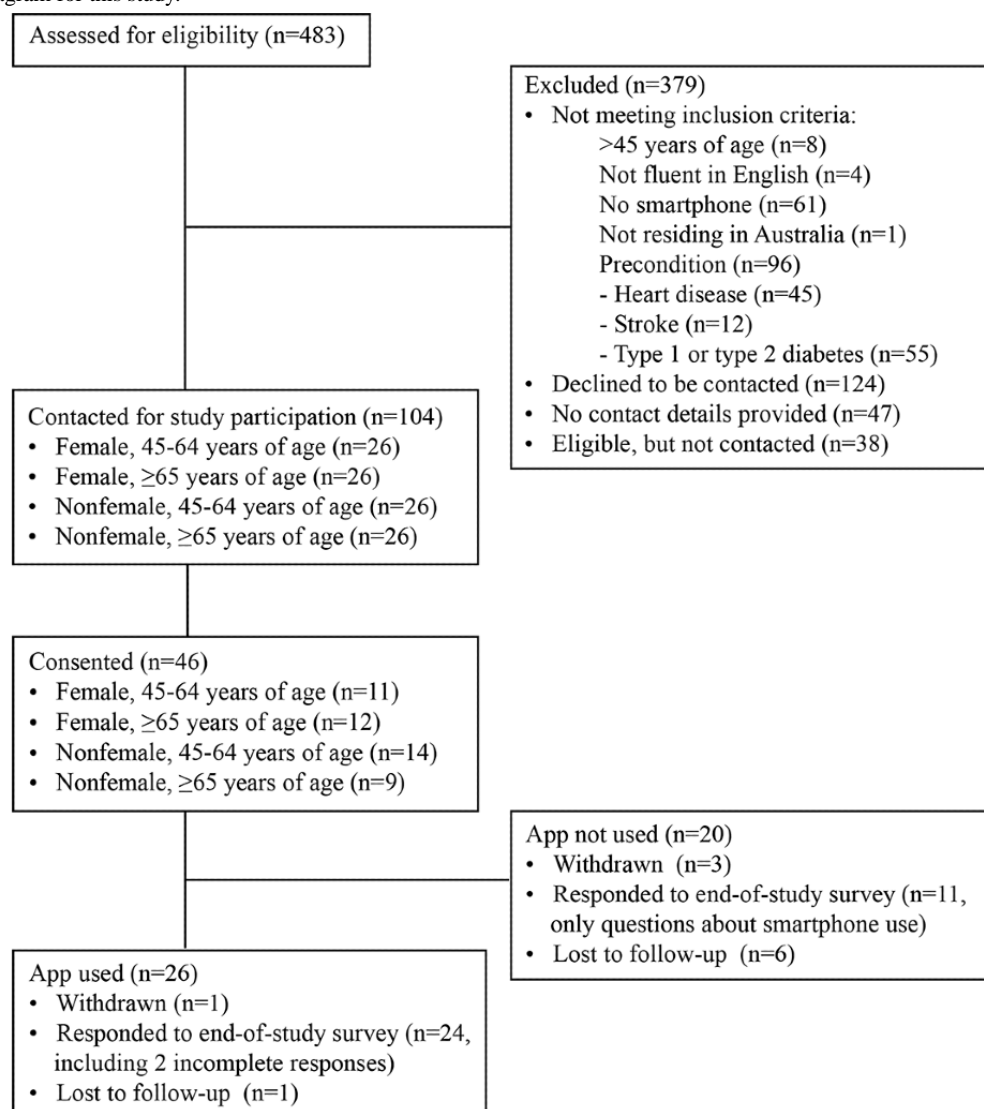 Assessed for eligibility (n=483)
Excluded (n=379)
• Not meeting inclusion criteria:
>45 years of age (n=8)
Not fluent in English (n=4)
No smartphone (n=61)
Not residing in Australia (n=1)
Precondition (n=96)
- Heart disease (n=45)
- Stroke (n=12)
- Type 1 or type 2 diabetes (n=55)
• Declined to be contacted (n=124)
• No contact details provided (n=47)
• Eligible, but not contacted (n=38)
Contacted for study participation (n=104)
• Female, 45-64 years of age (n=26)
• Female, ≥65 years of age (n=26)
• Nonfemale, 45-64 years of age (n=26)
• Nonfemale, ≥65 years of age (n=26)
Consented (n=46)
• Female, 45-64 years of age (n=11)
• Female, ≥65 years of age (n=12)
• Nonfemale, 45-64 years of age (n=14)
• Nonfemale, ≥65 years of age (n=9)
App not used (n=20)
• Withdrawn (n=3)
• Responded to end-of-study survey (n=11,
only questions about smartphone use)
• Lost to follow-up (n=6)
App used (n=26)
• Withdrawn (n=1)
• Responded to end-of-study survey (n=24,
including 2 incomplete responses)
• Lost to follow-up (n=1)